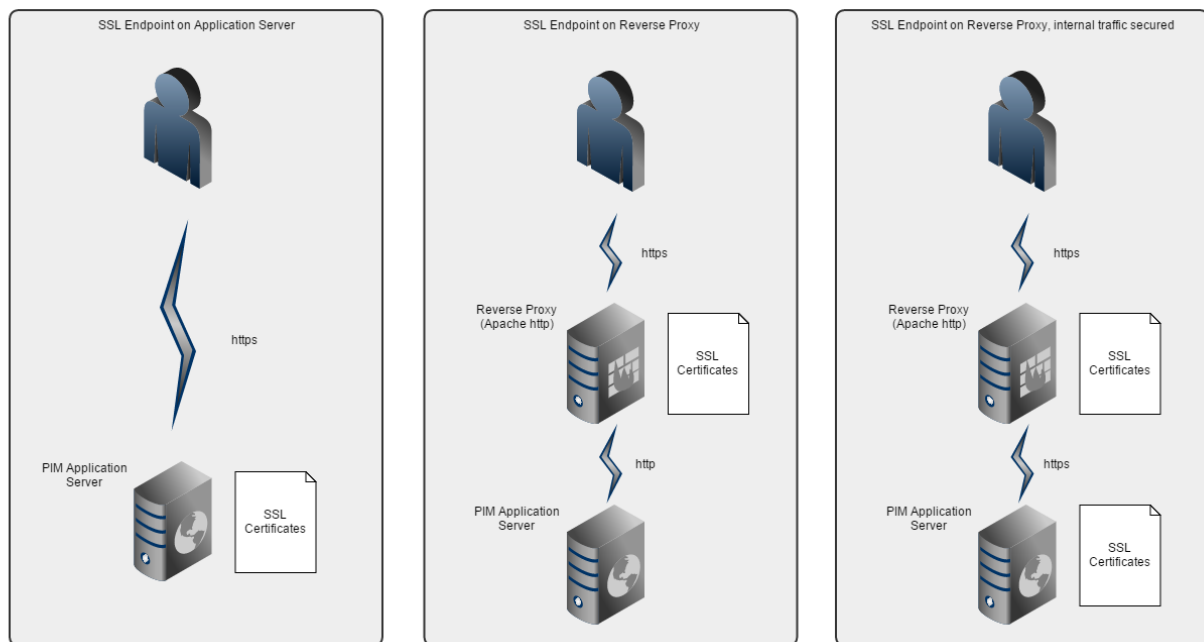 SSL Endpoint on Application Server
https
PIM Application
Server
SSL
Certificates
SSL Endpoint on Reverse Proxy
https
Reverse Proxy
(Apache http)
SSL
Certificates
http
PIM Application
Server
SSL Endpoint on Reverse Proxy, internal traffic secured
https
Reverse Proxy
(Apache http)
SSL
Certificates
https
PIM Application
Server
SSL
Certificates